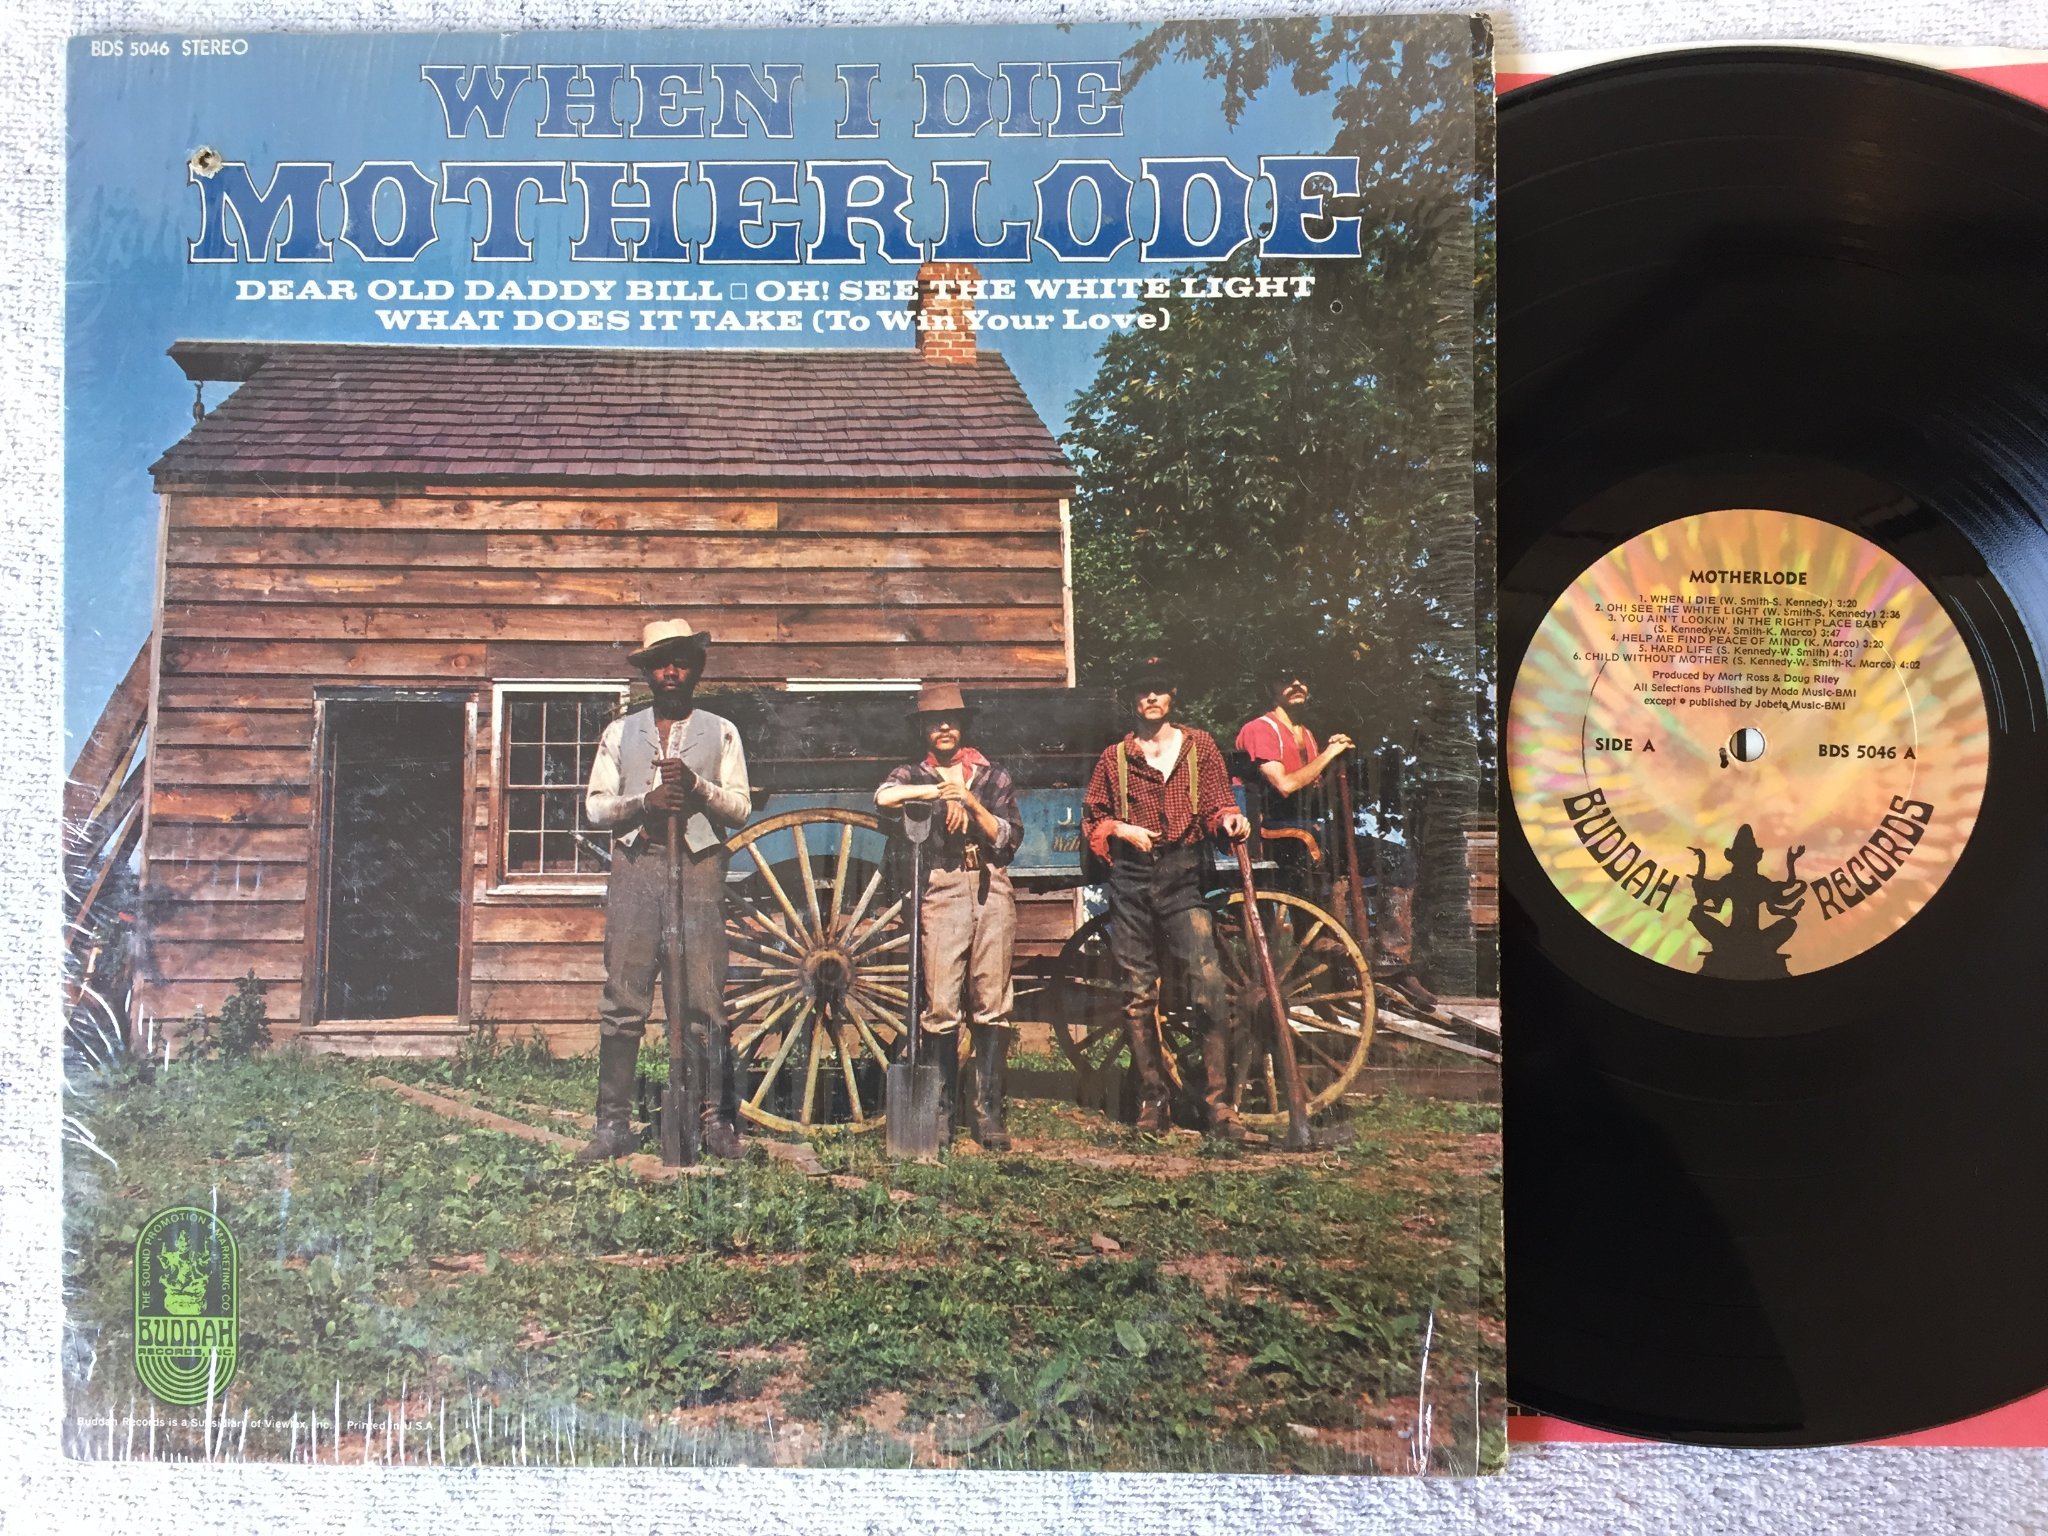 BDS 5046 STEREO
WHEN I DIE
MOTHERLODE
DEAR OLD DADDY BILL □ OH! SEE THE WHITE LIGHT
WHAT DOES IT TAKE (To Win Your Love)
J.
THE SOUND PROMOTION & MARKETING CO.
BUDDAH
RECORDS, INC.
Buddah Records is a Subsidiary of Viewlex, Inc. Printed in U.S.A.
MOTHERLODE
1. WHEN I DIE (W. Smith-S. Kennedy) 3:20
2. OH! SEE THE WHITE LIGHT (W. Smith-S. Kennedy) 2:36
3. YOU AIN'T LOOKIN' IN THE RIGHT PLACE BABY
(S. Kennedy-W. Smith-K. Marco) 3:47
4. HELP ME FIND PEACE OF MIND (K. Marco) 3:20
5. HARD LIFE (S. Kennedy-W. Smith) 4:01
6. CHILD WITHOUT MOTHER (S. Kennedy-W. Smith-K. Marco) 4:02
Produced by Mort Ross & Doug Riley
All Selections Published by Modo Music-BMI
except • published by Jobete Music-BMI
SIDE A
BDS 5046 A
BUDDAH RECORDS